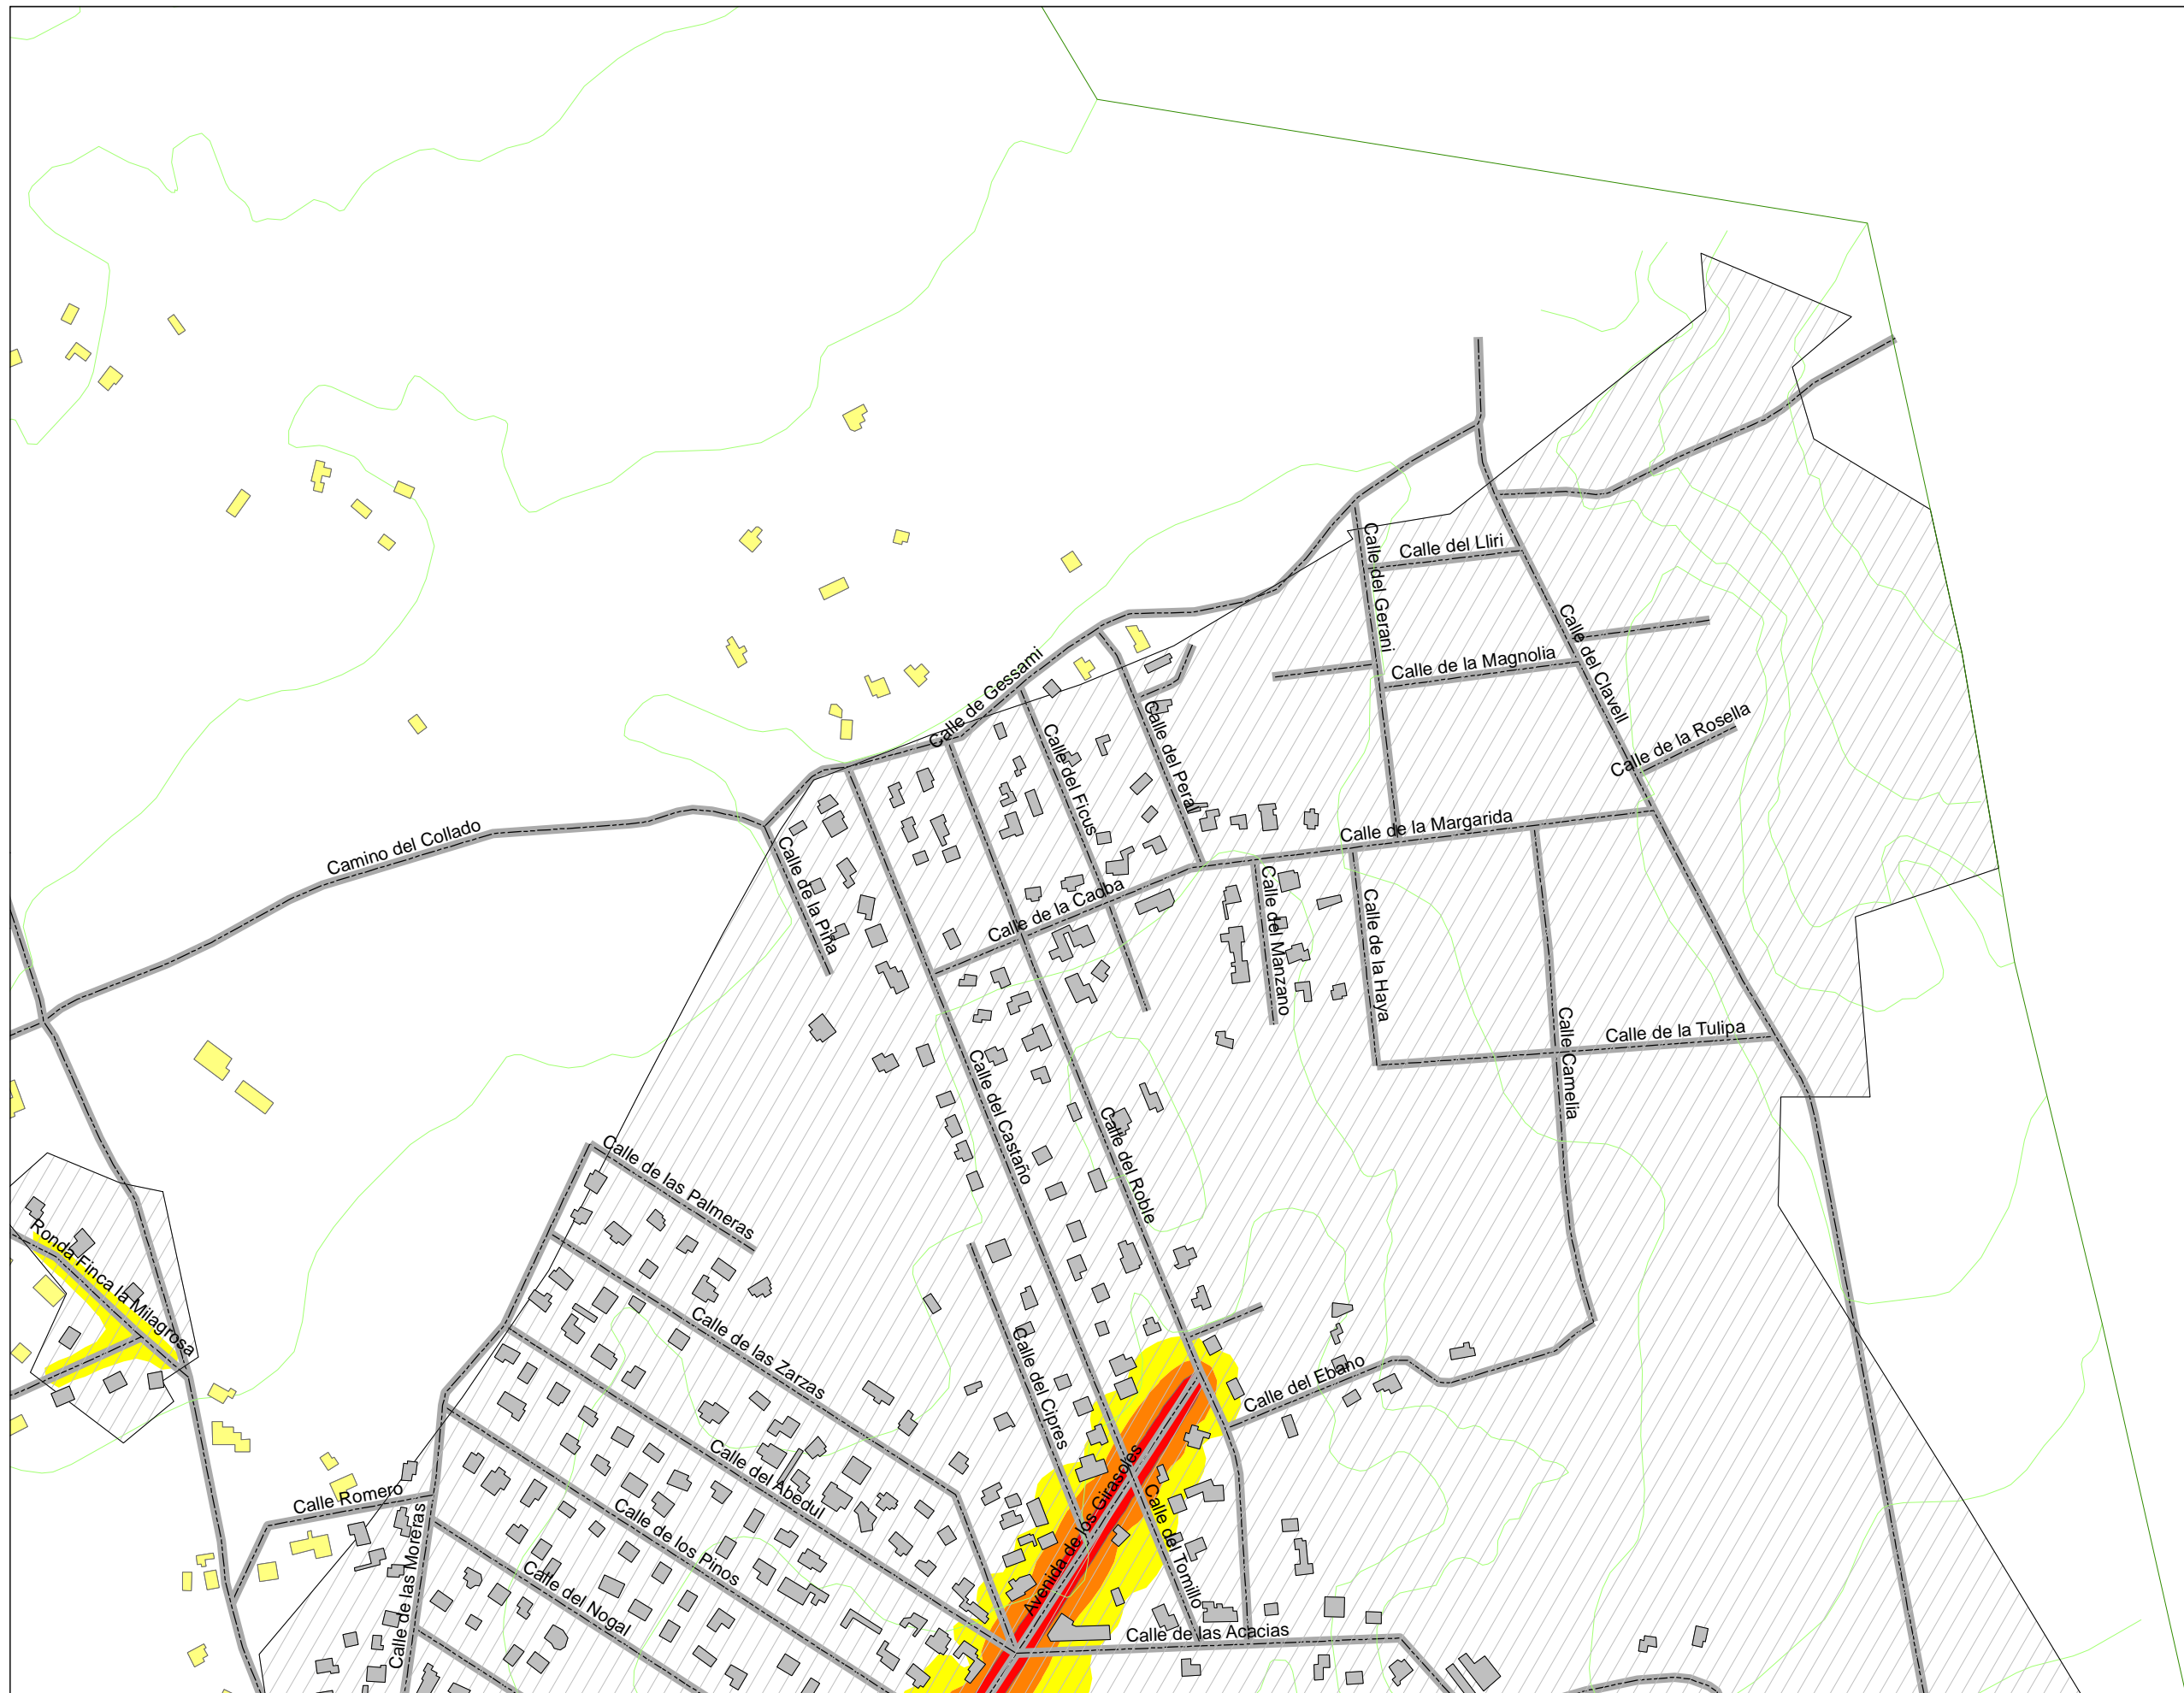 Calle del Lliri
Calle del Gerani
Calle del Clavell
Calle de Gessami
Calle de la Magnolia
Calle de la Rosella
Calle del Peral
Calle del Ficus
Camino del Collado
Calle de la Margarida
Calle de la Piña
Calle de la Caoba
Calle del Manzano
Calle de la Haya
Calle Camelia
Calle de la Tulipa
Calle del Castaño
Calle del Roble
Calle de las Palmeras
Ronda Finca la Milagrosa
Calle de las Zarzas
Calle del Cipres
Calle del Ebano
Calle del Abedul
Avenida de los Girasoles
Calle del Tomillo
Calle Romero
Calle de las Moreras
Calle de los Pinos
Calle del Nogal
Calle de las Acacias